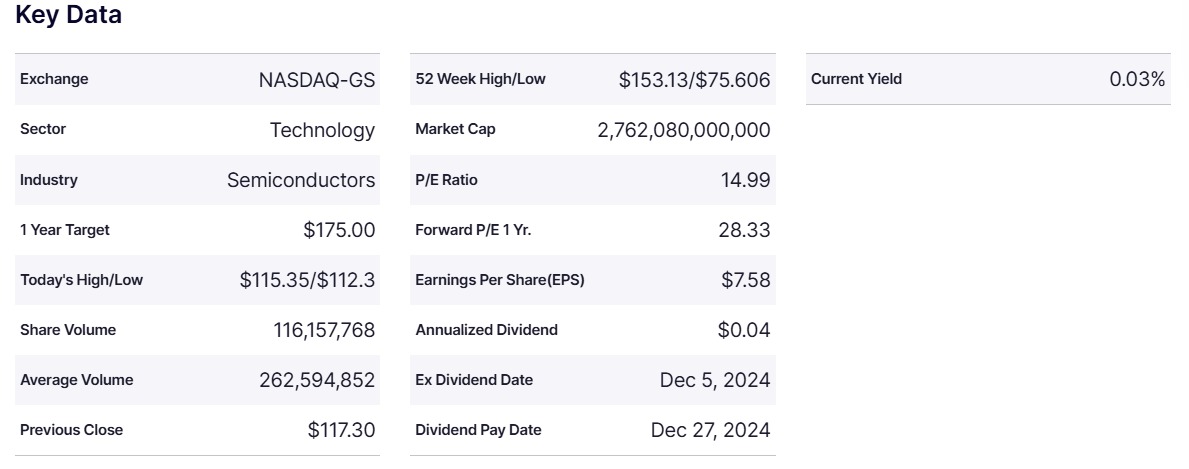 Key Data
Exchange NASDAQ-GS
Sector Technology
Industry Semiconductors
1 Year Target $175.00
Today's High/Low $115.35/$112.3
Share Volume 116,157,768
Average Volume 262,594,852
Previous Close $117.30
52 Week High/Low $153.13/$75.606
Market Cap 2,762,080,000,000
P/E Ratio 14.99
Forward P/E 1 Yr. 28.33
Earnings Per Share(EPS) $7.58
Annualized Dividend $0.04
Ex Dividend Date Dec 5, 2024
Dividend Pay Date Dec 27, 2024
Current Yield 0.03%